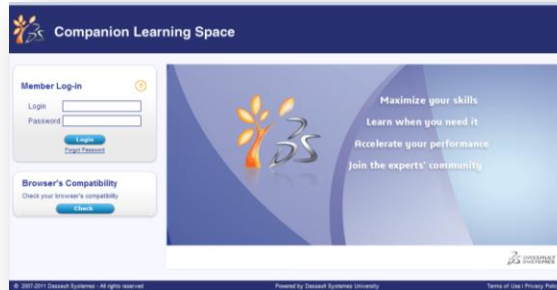 Companion Learning Space
Member Log-in
?
Login
Password
Login
Forgot Password
Browser's Compatibility
Check your browser's compatibility
Check
Maximize your skills
Learn when you need it
Accelerate your performance
Join the experts' community
DASSAULT
SYSTEMES
© 2007-2011 Dassault Systemes - All rights reserved
Powered by Dassault Systemes University
Terms of Use | Privacy